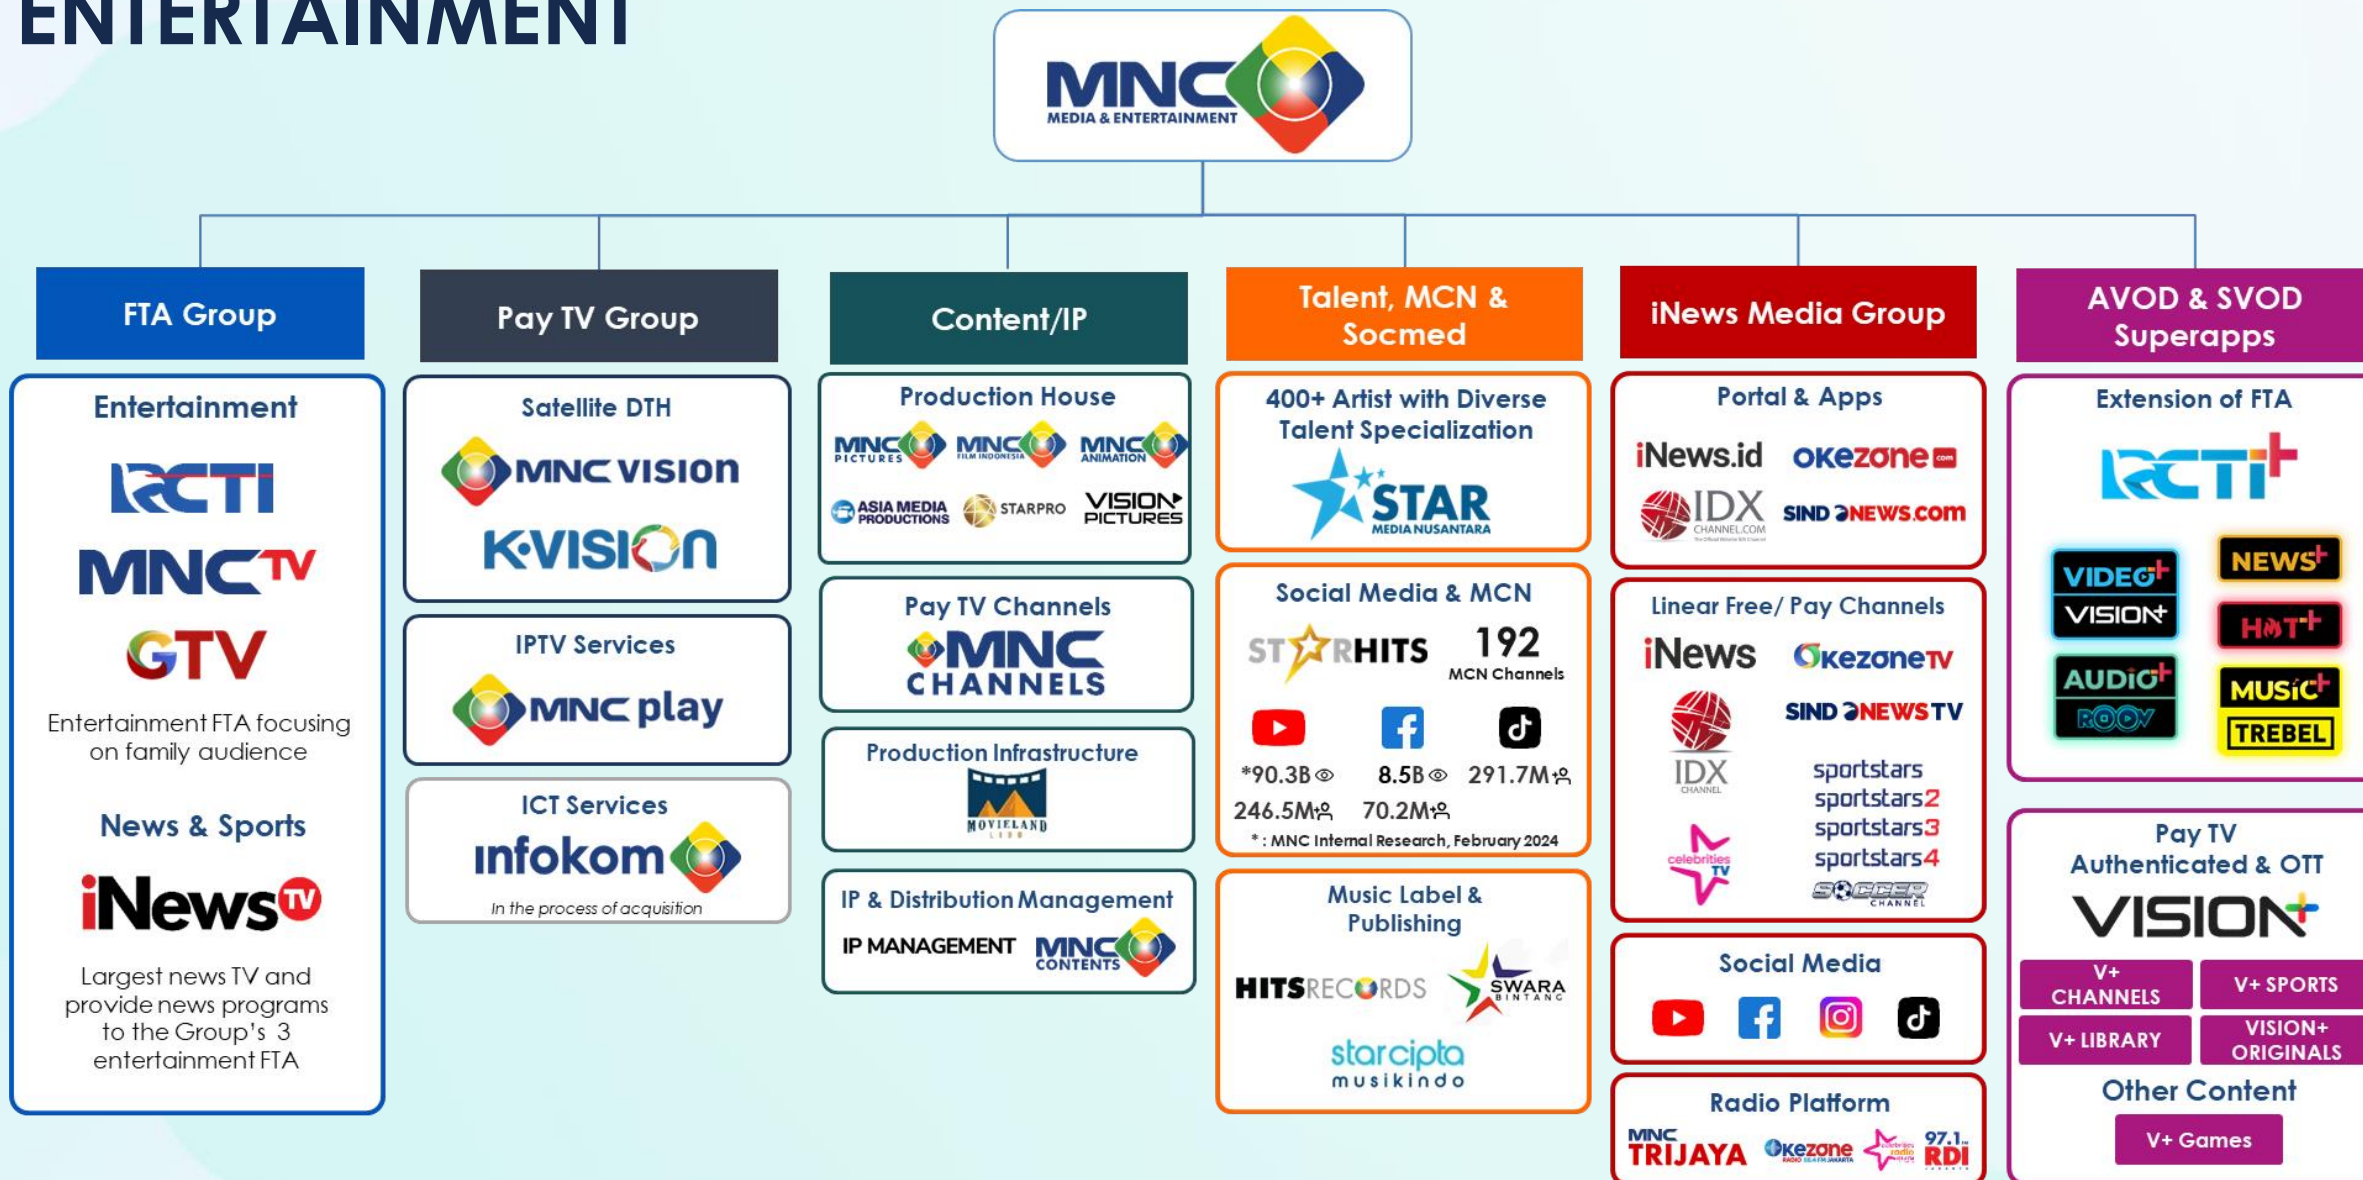 ENTERTAINMENT
MNC
MEDIA & ENTERTAINMENT
FTA Group
Entertainment
RCTI
MNCTV
GTV
Entertainment FTA focusing
on family audience
News & Sports
iNews TV
Largest news TV and
provide news programs
to the Group's 3
entertainment FTA
Pay TV Group
Satellite DTH
MNC VISION
K-VISION
IPTV Services
MNC play
ICT Services
infokom
In the process of acquisition
Content/IP
Production House
MNC PICTURES
MNC FILM INDONESIA
MNC ANIMATION
ASIA MEDIA PRODUCTIONS
STARPRO
VISION+ PICTURES
Pay TV Channels
MNC
CHANNELS
Production Infrastructure
MOVIELAND
LIDO
IP & Distribution Management
IP MANAGEMENT
MNC CONTENTS
Talent, MCN &
Socmed
400+ Artist with Diverse
Talent Specialization
STAR
MEDIA NUSANTARA
Social Media & MCN
STARHITS
192
MCN Channels
*90.3B 8.5B 291.7M
246.5M 70.2M
* : MNC Internal Research, February 2024
Music Label &
Publishing
HITSRECORDS
SWARA
BINTANG
starcipta
musikindo
iNews Media Group
Portal & Apps
iNews.id
OKezone.com
IDX
CHANNEL.COM
SINDONEWS.com
Linear Free/ Pay Channels
iNews
OkezoneTV
SINDONEWS TV
IDX
CHANNEL
celebrities
TV
sportstars
sportstars2
sportstars3
sportstars4
SOCCER
CHANNEL
Social Media
Radio Platform
MNC
TRIJAYA
Okezone
celebrities
radio
97.1
RDI
AVOD & SVOD
Superapps
Extension of FTA
RCTI+
VIDEO+
VISION+
NEWS+
HOT+
AUDIO+
ROOV
MUSIC+
TREBEL
Pay TV
Authenticated & OTT
VISION+
V+
CHANNELS
V+ SPORTS
V+ LIBRARY
VISION+
ORIGINALS
Other Content
V+ Games